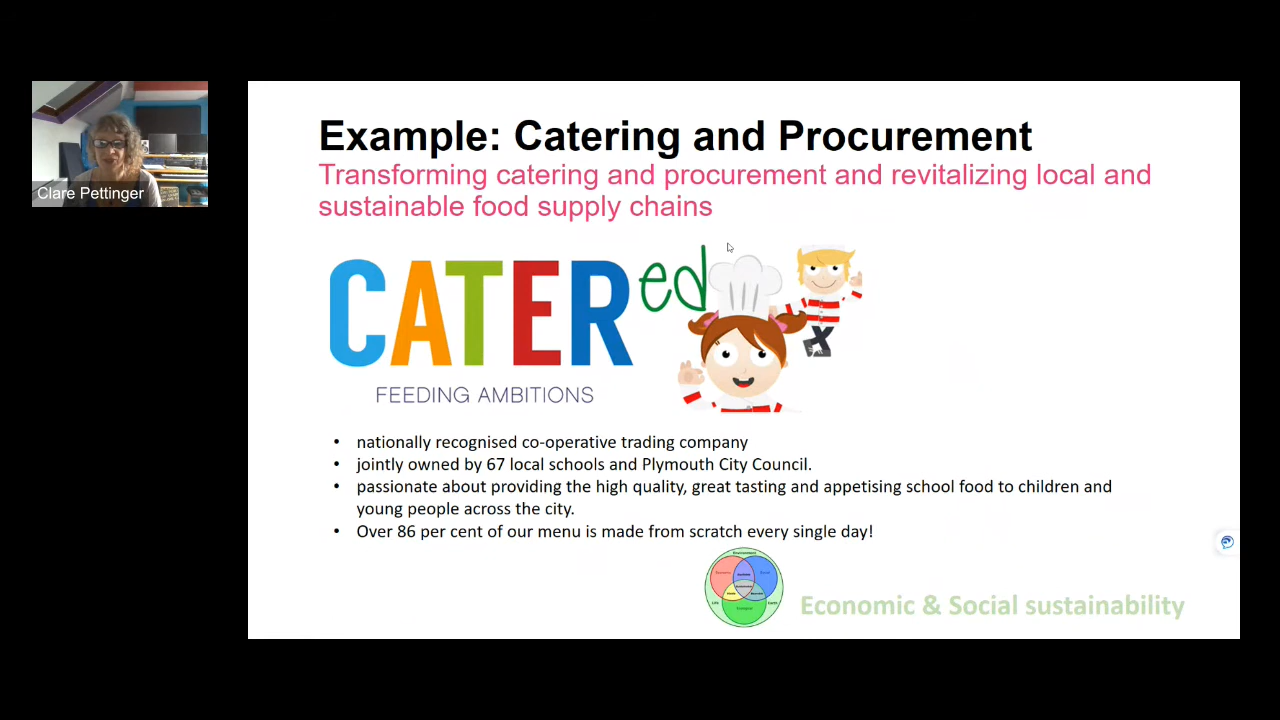 Example: Catering and Procurement
Transforming catering and procurement and revitalizing local and
sustainable food supply chains
Clare Pettinger
CATERed
FEEDING AMBITIONS
• nationally recognised co-operative trading company
• jointly owned by 67 local schools and Plymouth City Council.
• passionate about providing the high quality, great tasting and appetising school food to children and
young people across the city.
• Over 86 per cent of our menu is made from scratch every single day!
Environment
Economic & Social sustainability